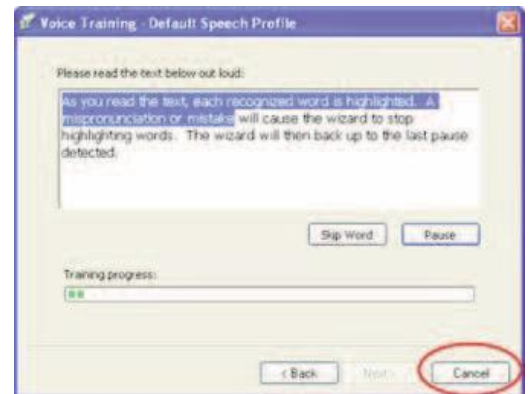 Voice Training - Default Speech Profile
Please read the text below out loud:
As you read the text, each recognized word is highlighted. A
mispronunciation or mistake will cause the wizard to stop
highlighting words. The wizard will then back up to the last pause
detected.
Skip Word Pause
Training progress:
< Back Next > Cancel